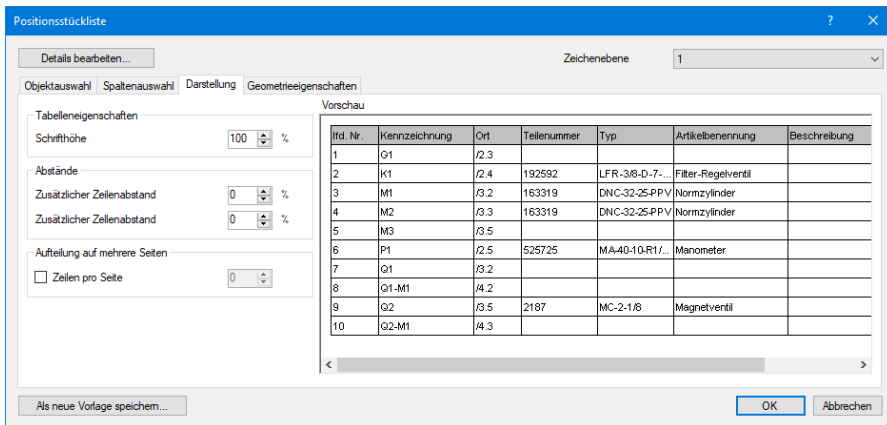 Positionsstückliste ? ×
Details bearbeiten... Zeichenebene 1
Objektauswahl Spaltenauswahl Darstellung Geometrieeigenschaften
Tabelleneigenschaften
Schrifthöhe 100 %
Abstände
Zusätzlicher Zeilenabstand 0 %
Zusätzlicher Zellenabstand 0 %
Aufteilung auf mehrere Seiten
Zeilen pro Seite 0
Vorschau
lfd. Nr. Kennzeichnung Ort Teilenummer Typ Artikelbenennung Beschreibung
1 G1 /2.3
2 K1 /2.4 192592 LFR-3/8-D-7-... Filter-Regelventil
3 M1 /3.2 163319 DNC-32-25-PPV Normzylinder
4 M2 /3.3 163319 DNC-32-25-PPV Normzylinder
5 M3 /3.5
6 P1 /2.5 525725 MA-40-10-R1/... Manometer
7 Q1 /3.2
8 Q1-M1 /4.2
9 Q2 /3.5 2187 MC-2-1/8 Magnetventil
10 Q2-M1 /4.3
Als neue Vorlage speichern... OK Abbrechen